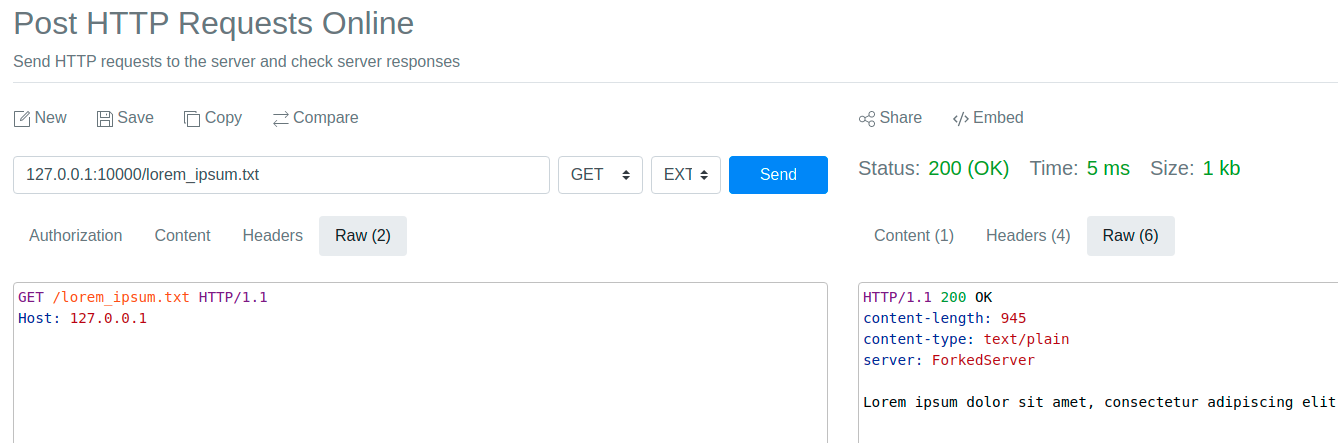 Post HTTP Requests Online
Send HTTP requests to the server and check server responses
New Save Copy Compare
Share Embed
127.0.0.1:10000/lorem_ipsum.txt GET EXT Send
Status: 200 (OK) Time: 5 ms Size: 1 kb
Authorization Content Headers Raw (2)
Content (1) Headers (4) Raw (6)
GET /lorem_ipsum.txt HTTP/1.1
Host: 127.0.0.1
HTTP/1.1 200 OK
content-length: 945
content-type: text/plain
server: ForkedServer
Lorem ipsum dolor sit amet, consectetur adipiscing elit